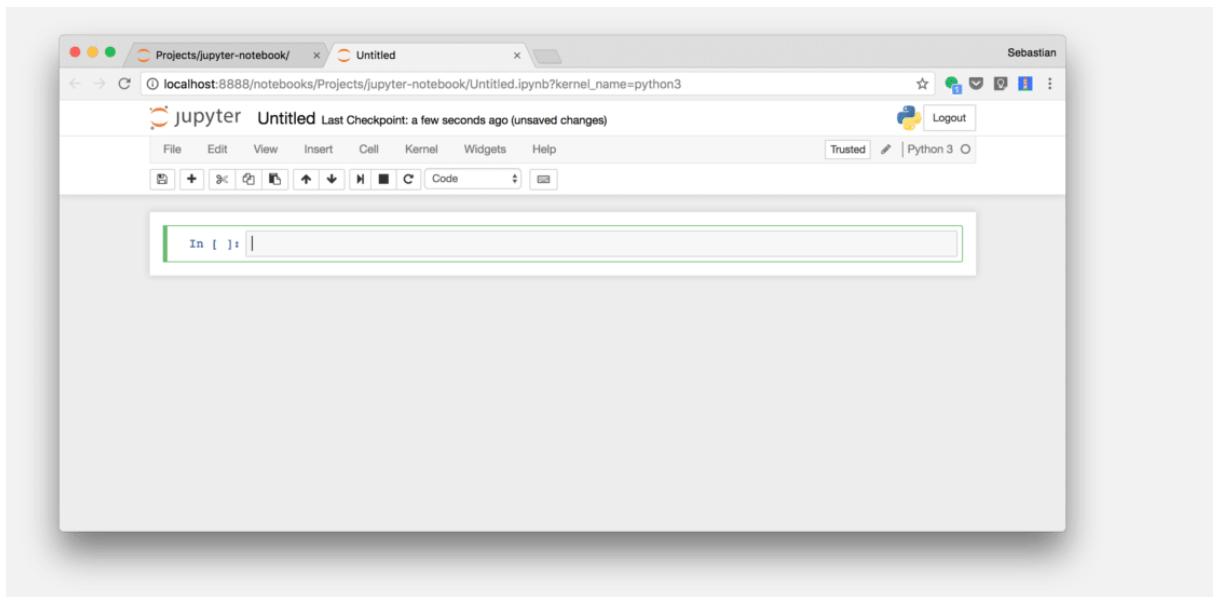 Projects/jupyter-notebook/ Untitled Sebastian
localhost:8888/notebooks/Projects/jupyter-notebook/Untitled.ipynb?kernel_name=python3
jupyter Untitled Last Checkpoint: a few seconds ago (unsaved changes) Logout
File Edit View Insert Cell Kernel Widgets Help Trusted Python 3
Code
In [ ]: